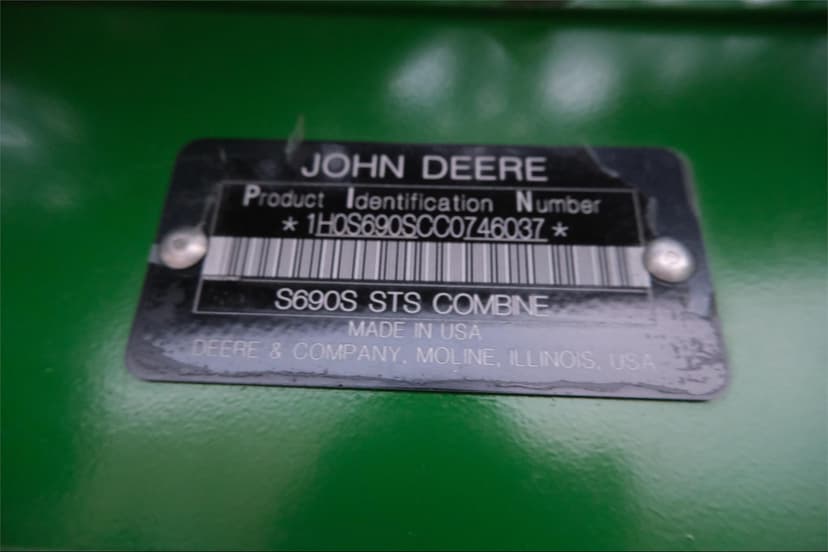 JOHN DEERE
Product Identification Number
*1H0S690SCC0746037*
S690S STS COMBINE
MADE IN USA
DEERE & COMPANY, MOLINE, ILLINOIS, USA